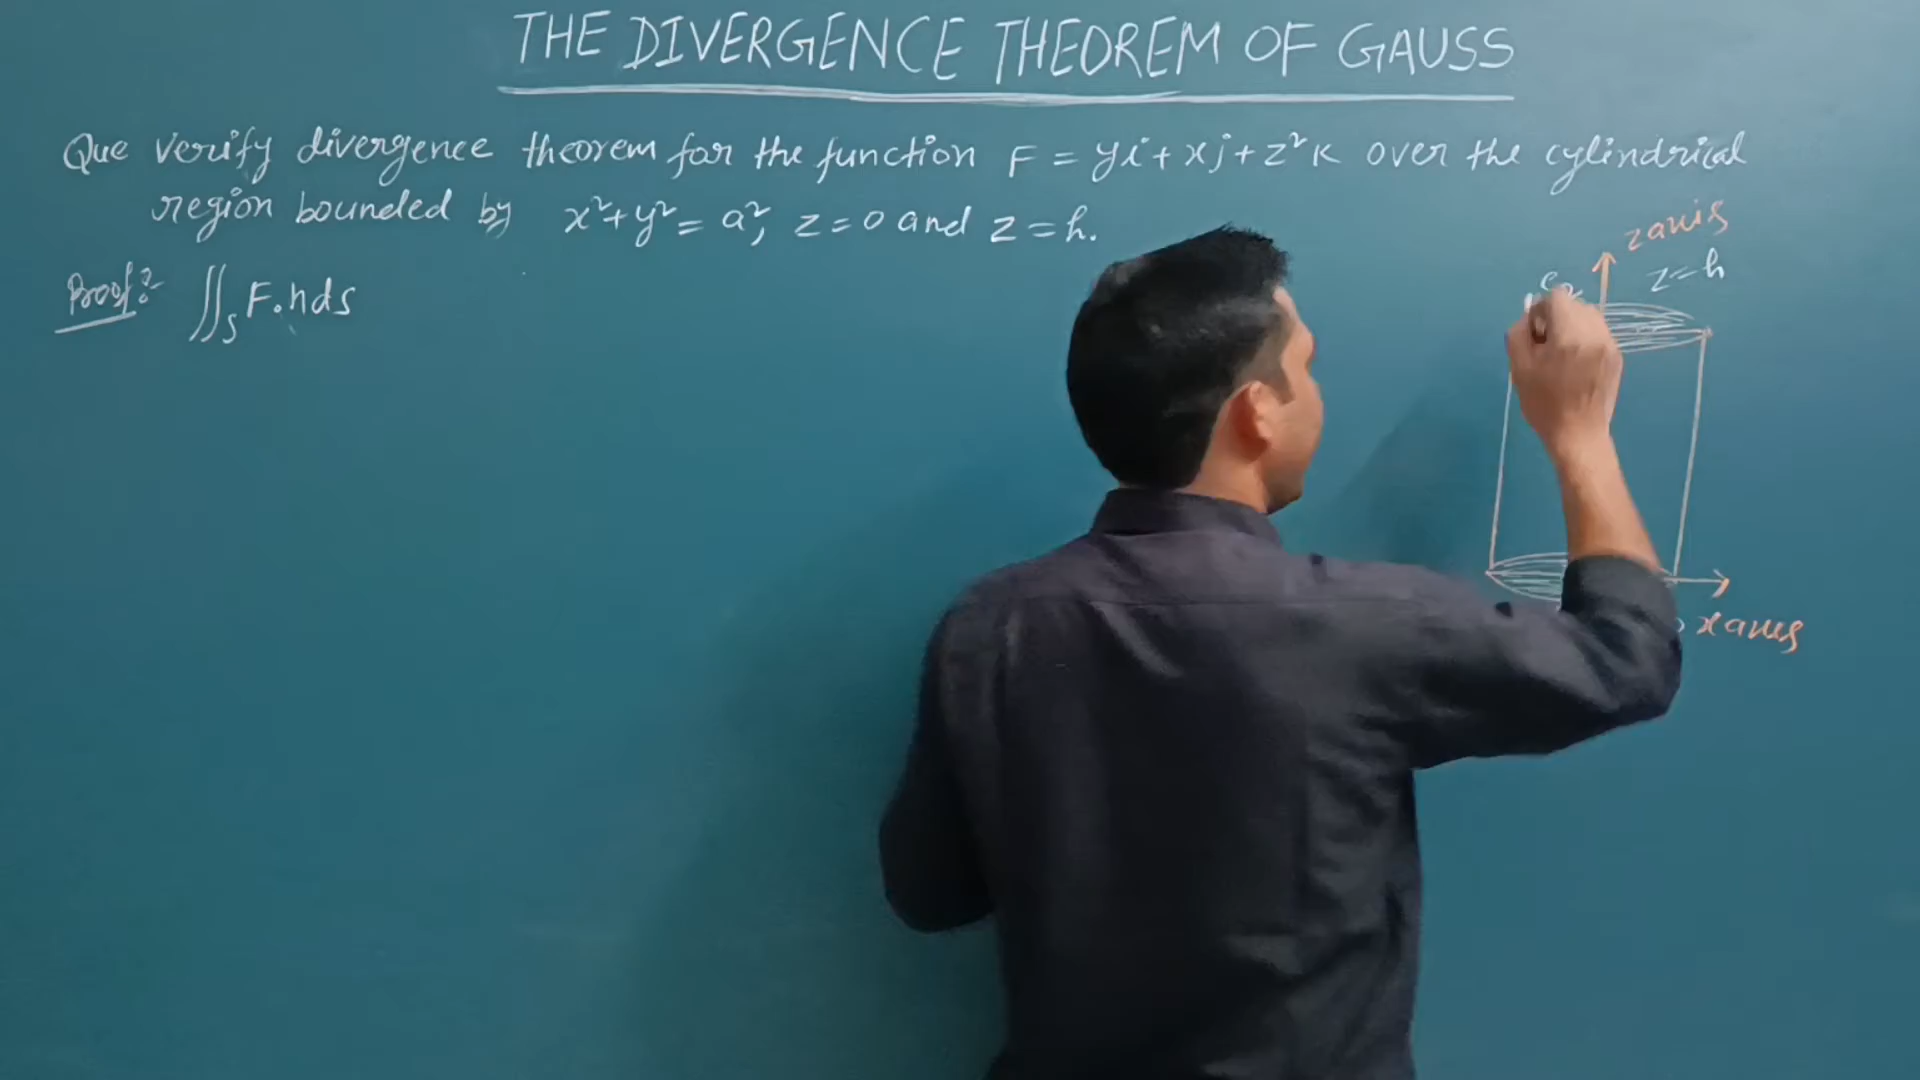 THE DIVERGENCE THEOREM OF GAUSS
Que verify divergence theorem for the function F = yi + xj + z²k over the cylindrical
region bounded by x²+y² = a², z=0 and z=h.
Proof:- ∬ₛ F.nds
z axis
z=h
x axis